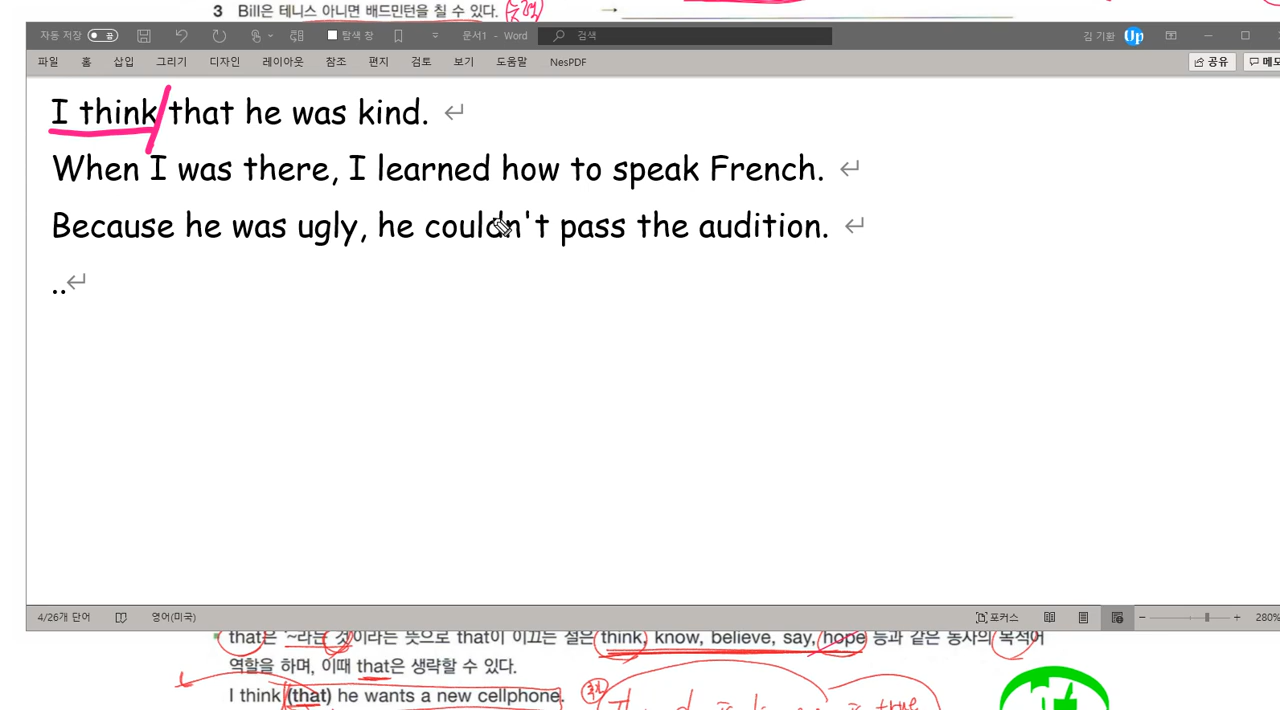 3 Bill은 테니스 아니면 배드민턴을 칠 수 있다. →
자동 저장 끔 탐색 창 문서1 - Word 검색 김 기환 Up
파일 홈 삽입 그리기 디자인 레이아웃 참조 편지 검토 보기 도움말 NesPDF 공유 메모
I think that he was kind.
When I was there, I learned how to speak French.
Because he was ugly, he couldn't pass the audition.
..
4/26개 단어 영어(미국) 포커스 280%
that은 '~라는 것'이라는 뜻으로 that이 이끄는 절은 think, know, believe, say, hope 등과 같은 동사의 목적어
역할을 하며, 이때 that은 생략할 수 있다.
I think (that) he wants a new cellphone.
is true